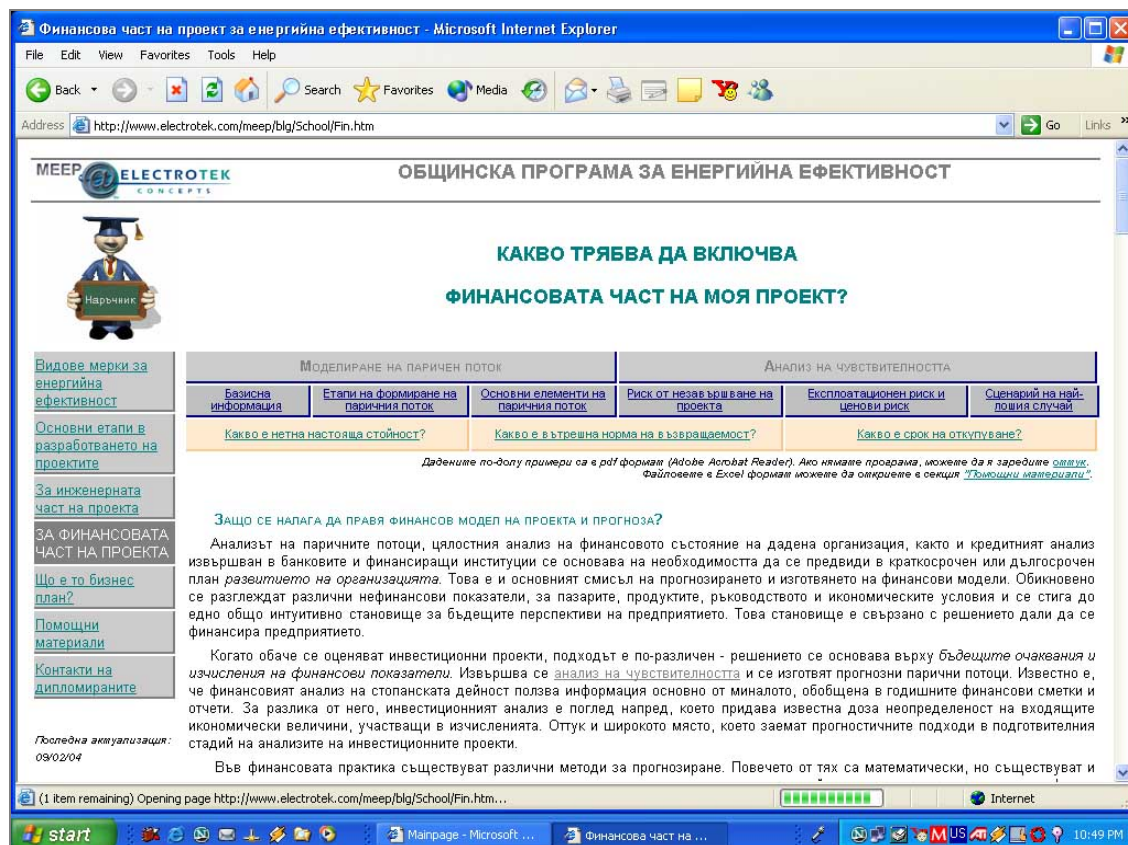 Финансова част на проект за енергийна ефективност - Microsoft Internet Explorer
File Edit View Favorites Tools Help
Back Search Favorites Media
Address http://www.electrotek.com/meep/blg/School/Fin.htm Go Links »
MEEP ELECTROTEK
CONCEPTS
ОБЩИНСКА ПРОГРАМА ЗА ЕНЕРГИЙНА ЕФЕКТИВНОСТ
Наръчник
КАКВО ТРЯБВА ДА ВКЛЮЧВА
ФИНАНСОВАТА ЧАСТ НА МОЯ ПРОЕКТ?
Видове мерки за
енергийна
ефективност
Основни етапи в
разработването на
проектите
За инженерната
част на проекта
ЗА ФИНАНСОВАТА
ЧАСТ НА ПРОЕКТА
Що е то бизнес
план?
Помощни
материали
Контакти на
дипломираните
Последна актуализация:
09/02/04
МОДЕЛИРАНЕ НА ПАРИЧЕН ПОТОК
АНАЛИЗ НА ЧУВСТВИТЕЛНОСТТА
Базисна
информация
Етапи на формиране на
паричния поток
Основни елементи на
паричния поток
Риск от незавършване на
проекта
Експлоатационен риск и
ценови риск
Сценарий на най-
лошия случай
Какво е нетна настояща стойност?
Какво е вътрешна норма на възвращаемост?
Какво е срок на откупуване?
Дадените по-долу примери са в pdf формат (Adobe Acrobat Reader). Ако нямате програма, можете да я заредите оттук.
Файловете в Excel формат можете да откриете в секция "Помощни материали".
ЗАЩО СЕ НАЛАГА ДА ПРАВЯ ФИНАНСОВ МОДЕЛ НА ПРОЕКТА И ПРОГНОЗА?
Анализът на паричните потоци, цялостния анализ на финансовото състояние на дадена организация, както и кредитният анализ
извършван в банковите и финансиращи институции се основава на необходимостта да се предвиди в краткосрочен или дългосрочен
план развитието на организацията. Това е и основният смисъл на прогнозирането и изготвянето на финансови модели. Обикновено
се разглеждат различни нефинансови показатели, за пазарите, продуктите, ръководството и икономическите условия и се стига до
едно общо интуитивно становище за бъдещите перспективи на предприятието. Това становище е свързано с решението дали да се
финансира предприятието.
Когато обаче се оценяват инвестиционни проекти, подходът е по-различен - решението се основава върху бъдещите очаквания и
изчисления на финансови показатели. Извършва се анализ на чувствителността и се изготвят прогнозни парични потоци. Известно е,
че финансовият анализ на стопанската дейност ползва информация основно от миналото, обобщена в годишните финансови сметки и
отчети. За разлика от него, инвестиционният анализ е поглед напред, което придава известна доза неопределеност на входящите
икономически величини, участващи в изчисленията. Оттук и широкото място, което заемат прогностичните подходи в подготвителния
стадий на анализите на инвестиционните проекти.
Във финансовата практика съществуват различни методи за прогнозиране. Повечето от тях са математически, но съществуват и
(1 item remaining) Opening page http://www.electrotek.com/meep/blg/School/Fin.htm... Internet
start Mainpage - Microsoft ... Финансова част на ... US 10:49 PM